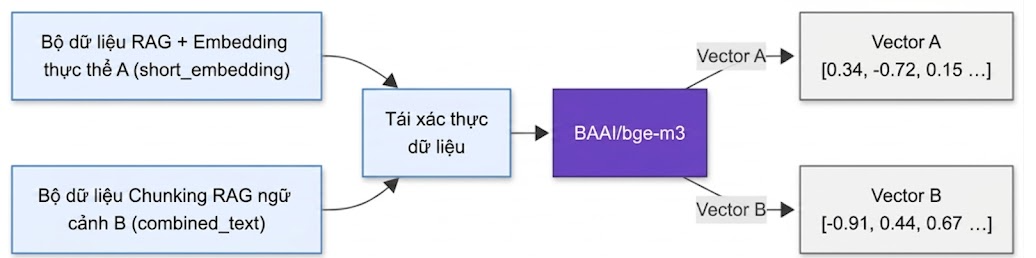 Bộ dữ liệu RAG + Embedding
thực thể A (short_embedding)
Bộ dữ liệu Chunking RAG ngữ
cảnh B (combined_text)
Tái xác thực
dữ liệu
BAAI/bge-m3
Vector A
Vector B
Vector A
[0.34, -0.72, 0.15 ...]
Vector B
[-0.91, 0.44, 0.67 ...]